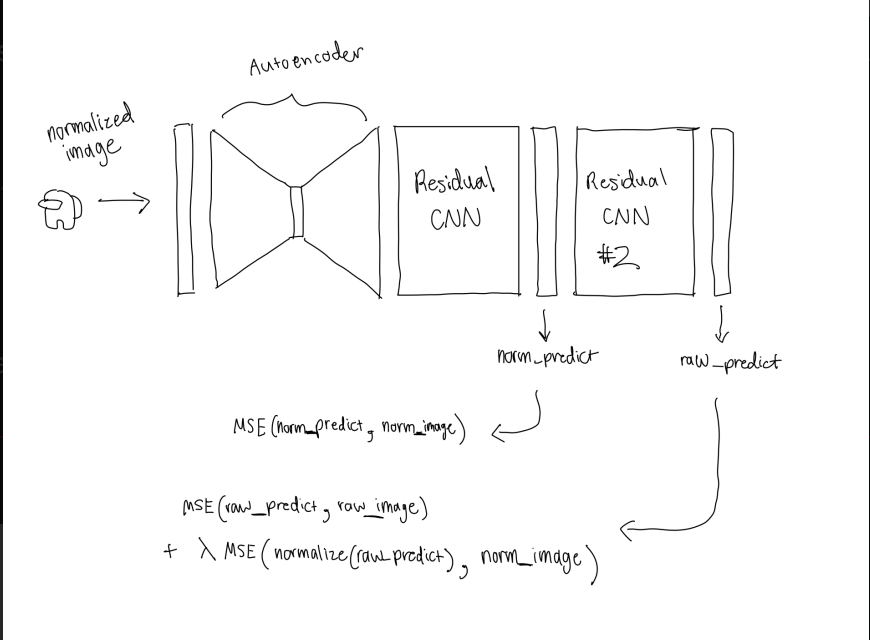 Autoencoder
normalized
image
Residual
CNN
Residual
CNN
#2
norm_predict
raw_predict
MSE(norm_predict, norm_image)
MSE(raw_predict, raw_image)
+ λ MSE(normalize(raw_predict), norm_image)